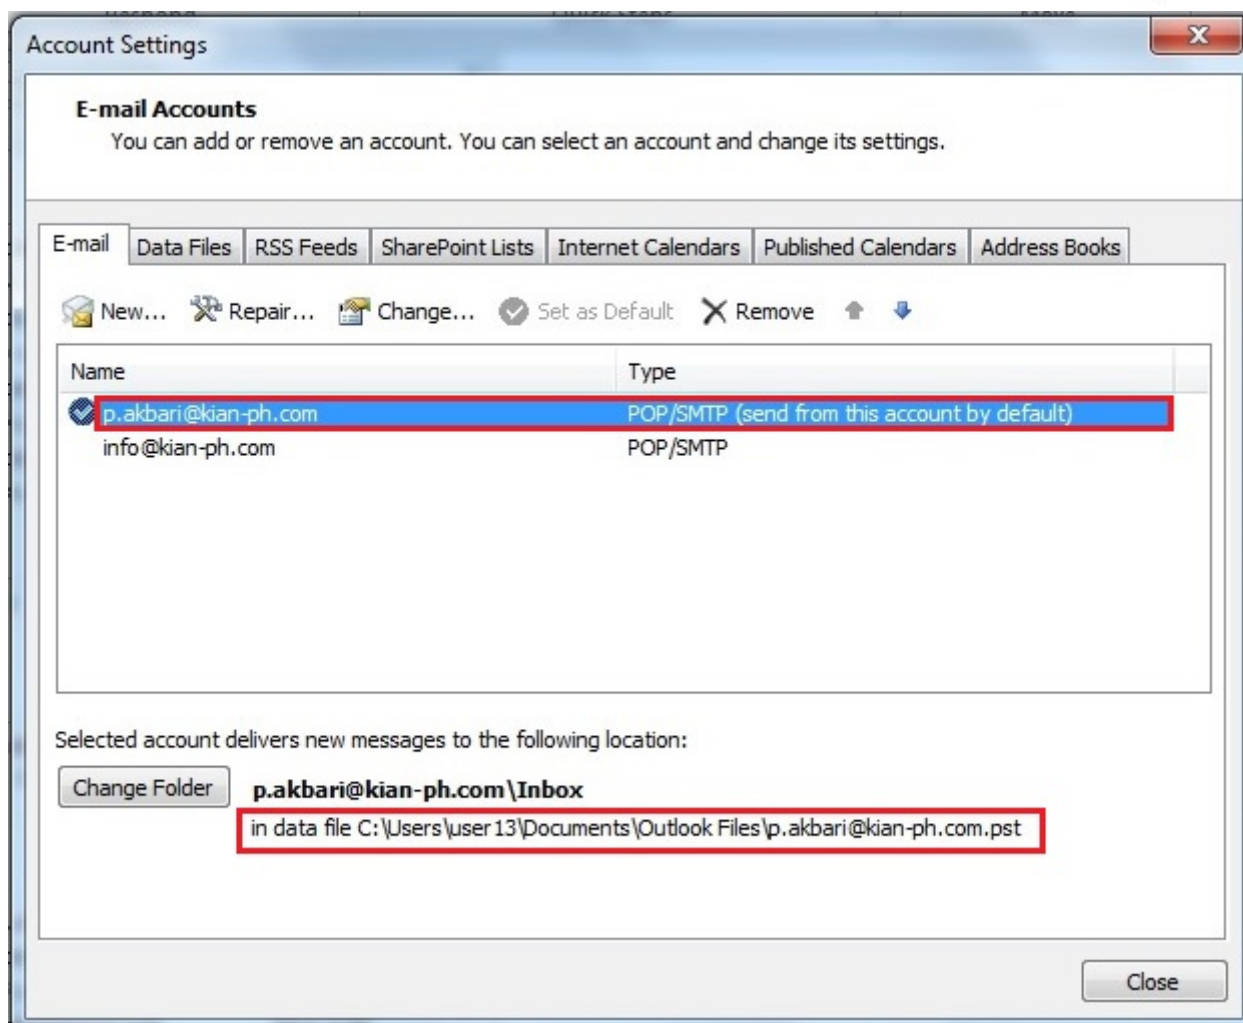 Account Settings
E-mail Accounts
You can add or remove an account. You can select an account and change its settings.
E-mail Data Files RSS Feeds SharePoint Lists Internet Calendars Published Calendars Address Books
New... Repair... Change... Set as Default Remove
Name Type
p.akbari@kian-ph.com POP/SMTP (send from this account by default)
info@kian-ph.com POP/SMTP
Selected account delivers new messages to the following location:
Change Folder p.akbari@kian-ph.com\Inbox
in data file C:\Users\user13\Documents\Outlook Files\p.akbari@kian-ph.com.pst
Close